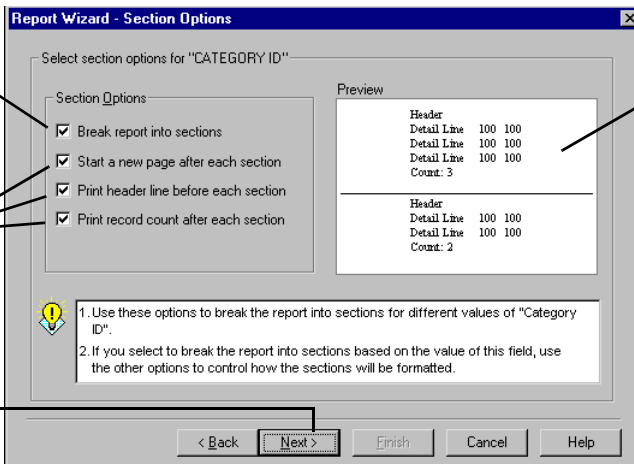 Report Wizard - Section Options
Select section options for "CATEGORY ID"
Section Options
Break report into sections
Start a new page after each section
Print header line before each section
Print record count after each section
Preview
Header
Detail Line 100 100
Detail Line 100 100
Detail Line 100 100
Count: 3
Header
Detail Line 100 100
Detail Line 100 100
Count: 2
1. Use these options to break the report into sections for different values of "Category
ID".
2. If you select to break the report into sections based on the value of this field, use
the other options to control how the sections will be formatted.
< Back
Next >
Finish
Cancel
Help